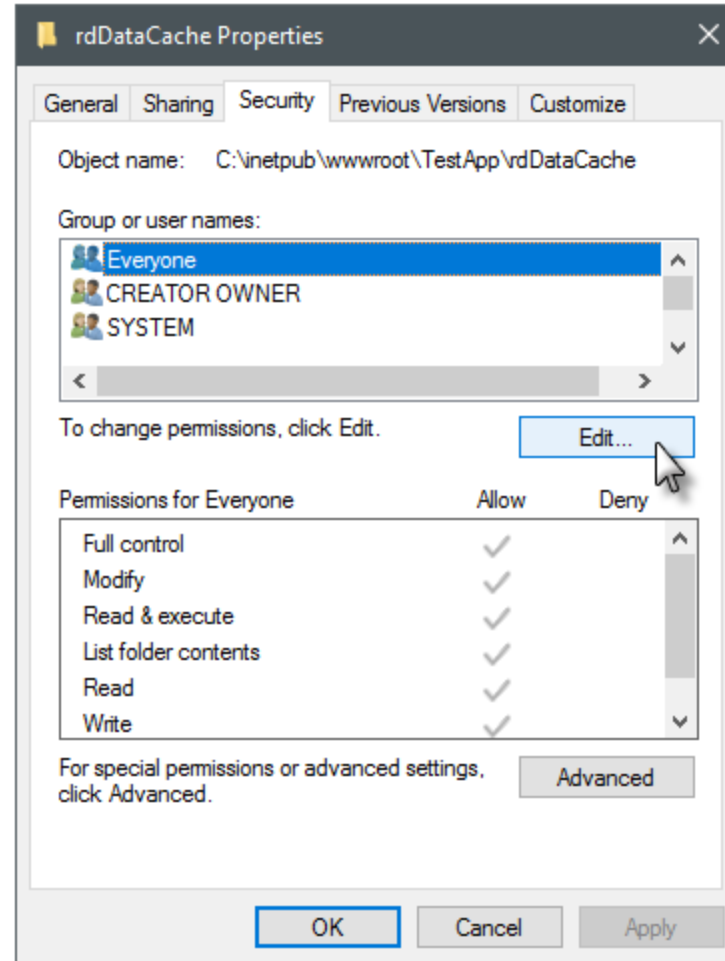 rdDataCache Properties
General Sharing Security Previous Versions Customize
Object name: C:\inetpub\wwwroot\TestApp\rdDataCache
Group or user names:
Everyone
CREATOR OWNER
SYSTEM
To change permissions, click Edit.
Edit...
Permissions for Everyone Allow Deny
Full control
Modify
Read & execute
List folder contents
Read
Write
For special permissions or advanced settings,
click Advanced.
Advanced
OK Cancel Apply